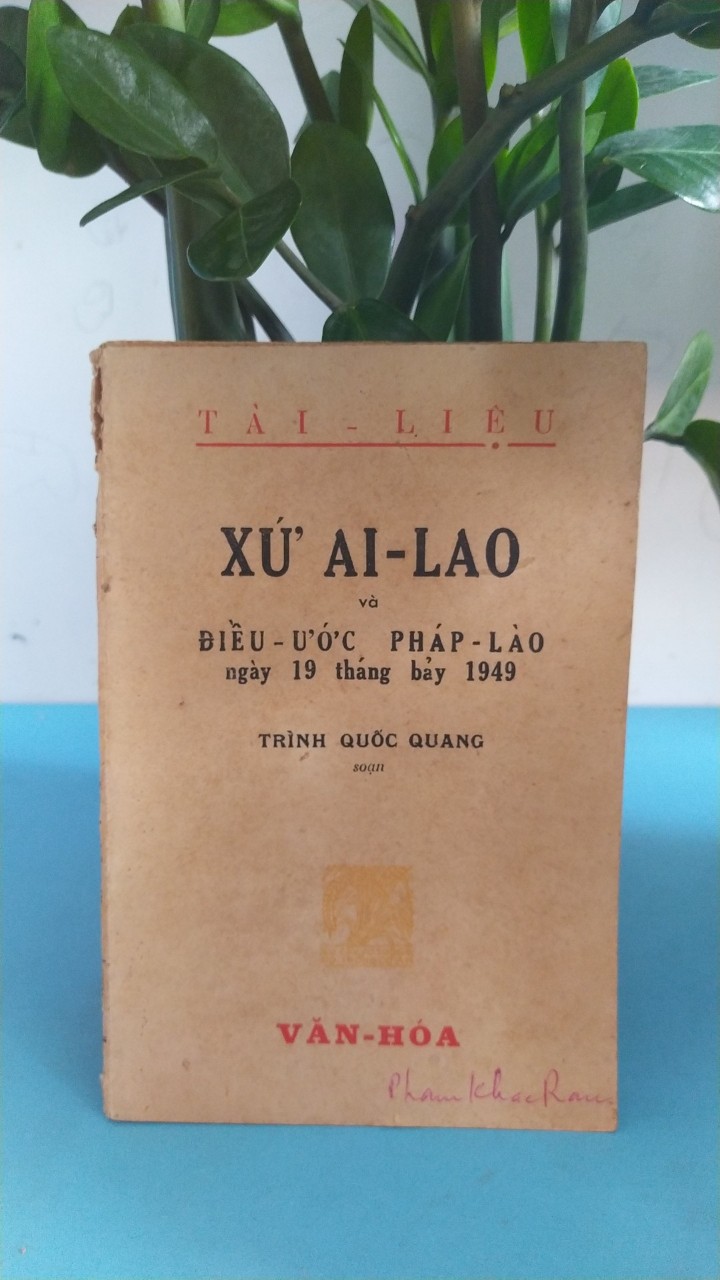 TÀI-LIỆU
XỨ AI-LAO
và
ĐIỀU-ƯỚC PHÁP-LÀO
ngày 19 tháng bảy 1949
TRÌNH QUỐC QUANG
soạn
VĂN-HÓA